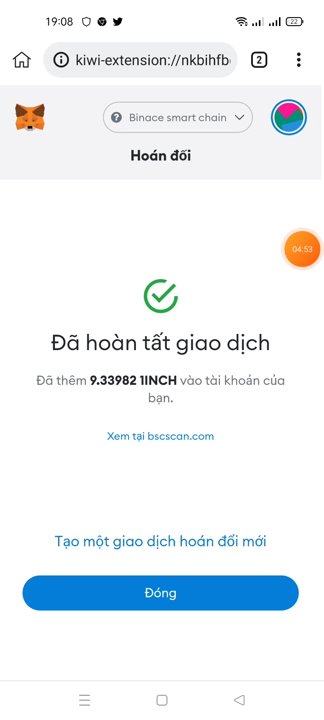 19:08
22
kiwi-extension://nkbihfb
2
Binace smart chain
Hoán đổi
04:53
Đã hoàn tất giao dịch
Đã thêm 9.33982 1INCH vào tài khoản của
bạn.
Xem tại bscscan.com
Tạo một giao dịch hoán đổi mới
Đóng